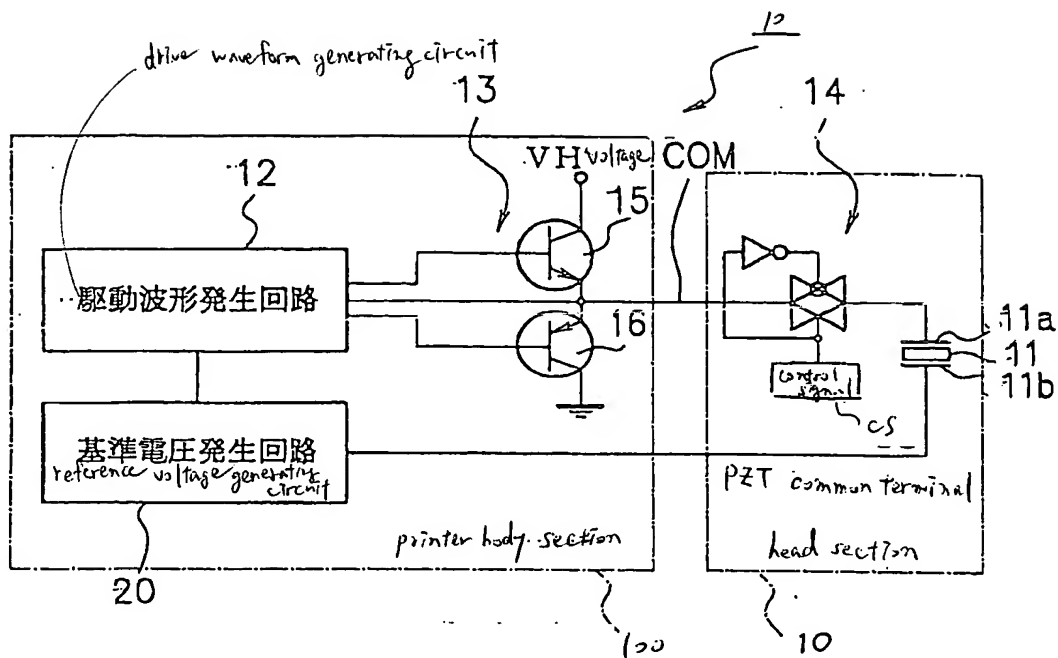 10
drive waveform generating circuit
13
14
VH voltage
COM
12
15
駆動波形発生回路
16
11a
11
11b
control
signal
CS
基準電圧発生回路
reference voltage generating
circuit
PZT common terminal
printer body section
head section
20
100
10